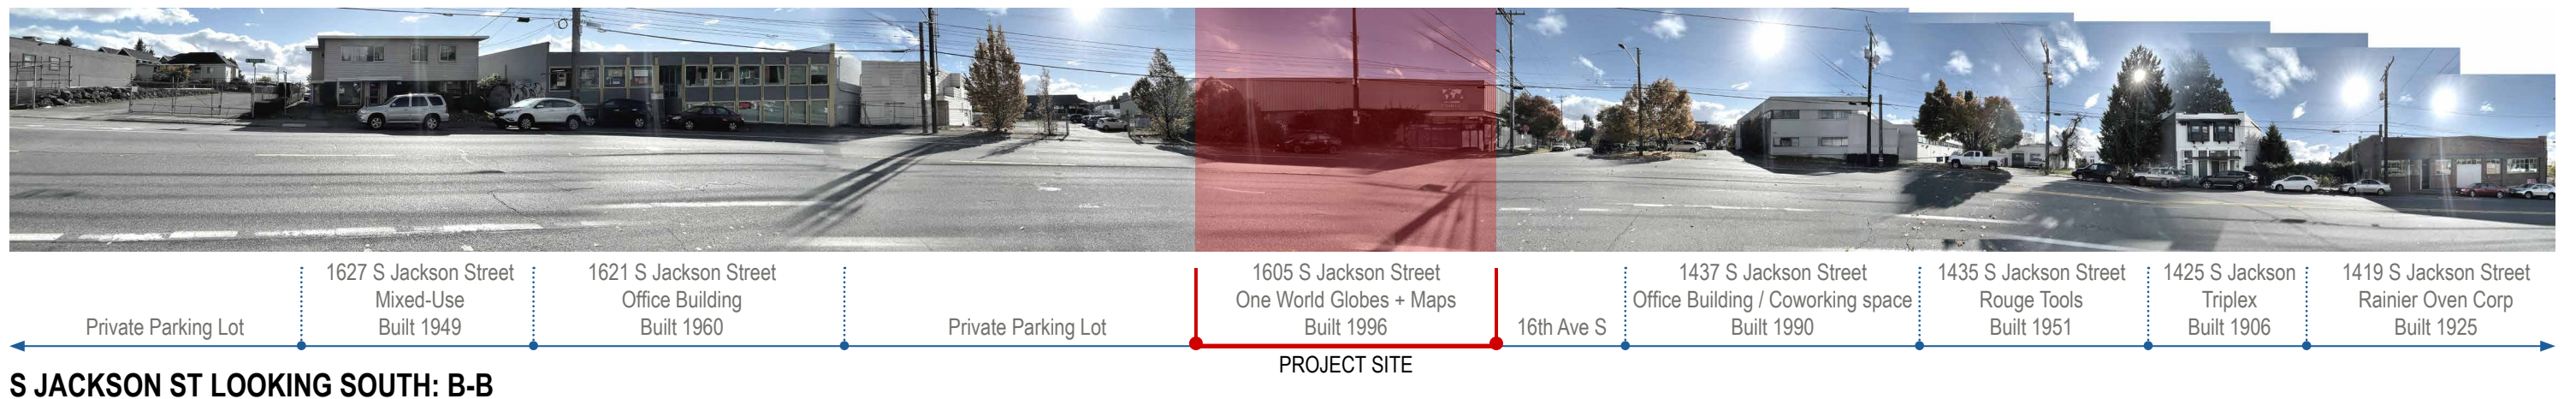 Private Parking Lot
1627 S Jackson Street
Mixed-Use
Built 1949
1621 S Jackson Street
Office Building
Built 1960
Private Parking Lot
1605 S Jackson Street
One World Globes + Maps
Built 1996
PROJECT SITE
16th Ave S
1437 S Jackson Street
Office Building / Coworking space
Built 1990
1435 S Jackson Street
Rouge Tools
Built 1951
1425 S Jackson
Triplex
Built 1906
1419 S Jackson Street
Rainier Oven Corp
Built 1925
S JACKSON ST LOOKING SOUTH: B-B